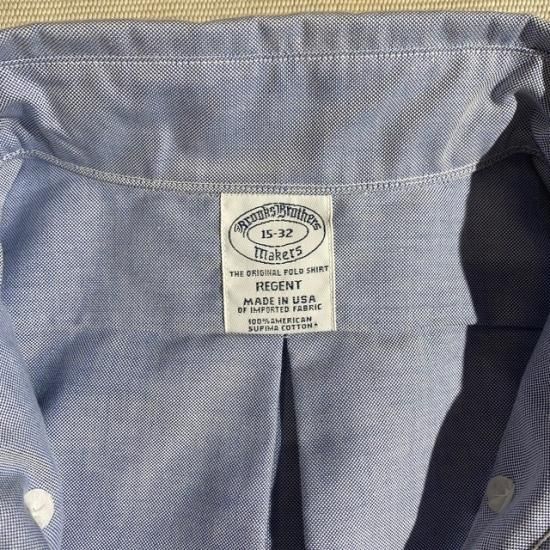 Brooks Brothers
15-32
Makers
THE ORIGINAL POLO SHIRT
REGENT
MADE IN USA
OF IMPORTED FABRIC
100% AMERICAN
SUPIMA COTTON